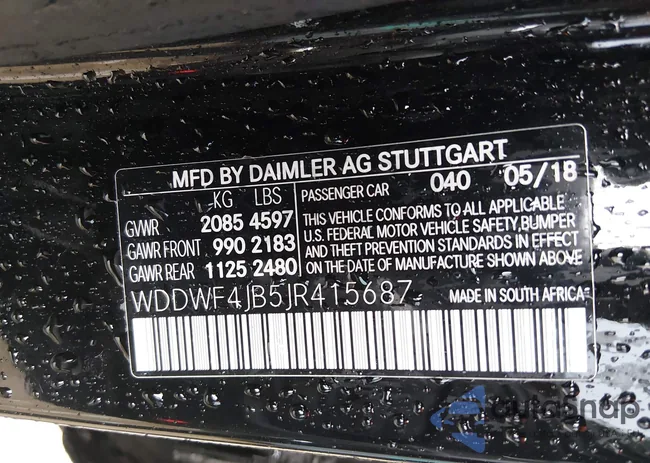 MFD BY DAIMLER AG STUTTGART
KG LBS
GVWR 2085 4597
GAWR FRONT 990 2183
GAWR REAR 1125 2480
PASSENGER CAR 040 05/18
THIS VEHICLE CONFORMS TO ALL APPLICABLE
U.S. FEDERAL MOTOR VEHICLE SAFETY, BUMPER
AND THEFT PREVENTION STANDARDS IN EFFECT
ON THE DATE OF MANUFACTURE SHOWN ABOVE
WDDWF4JB5JR415687 MADE IN SOUTH AFRICA
autosnap